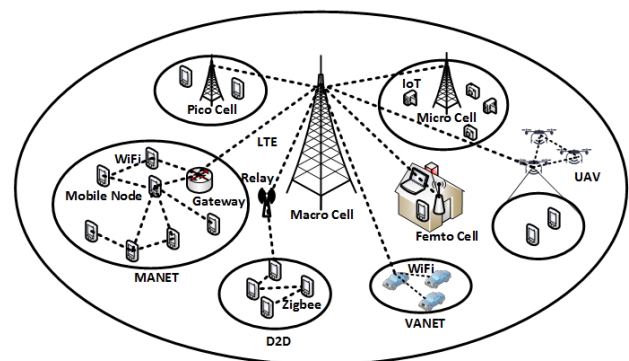 Pico Cell
IoT
Micro Cell
LTE
WiFi
Mobile Node
Gateway
Relay
Macro Cell
Femto Cell
UAV
MANET
Zigbee
D2D
WiFi
VANET